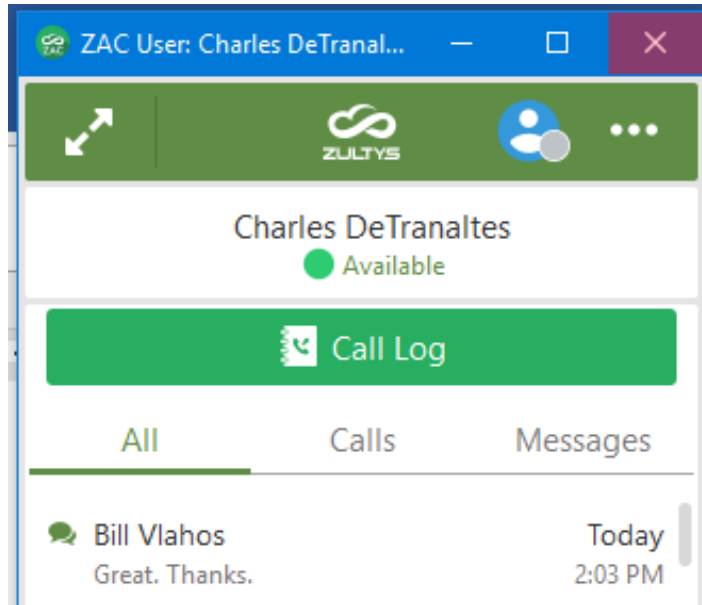 ZAC User: Charles DeTranal...
ZULTYS
Charles DeTranaltes
Available
Call Log
All Calls Messages
Bill Vlahos Today
Great. Thanks. 2:03 PM